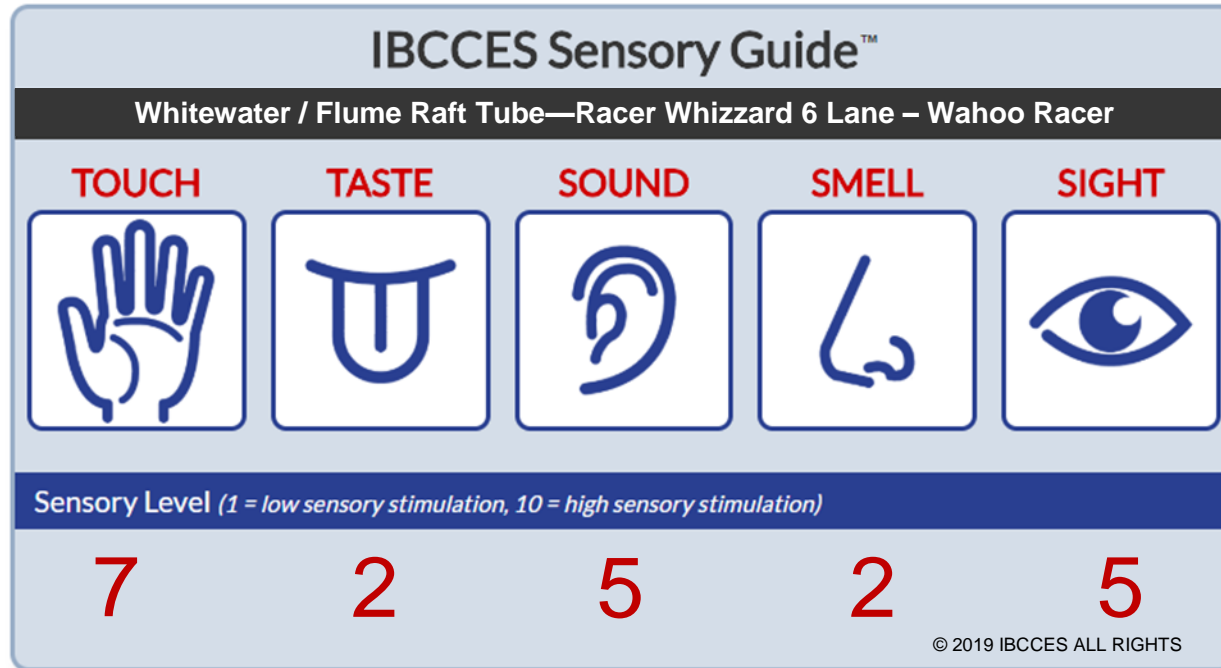 IBCCES Sensory Guide™
Whitewater / Flume Raft Tube—Racer Whizzard 6 Lane – Wahoo Racer
TOUCH TASTE SOUND SMELL SIGHT
Sensory Level (1 = low sensory stimulation, 10 = high sensory stimulation)
7 2 5 2 5
© 2019 IBCCES ALL RIGHTS